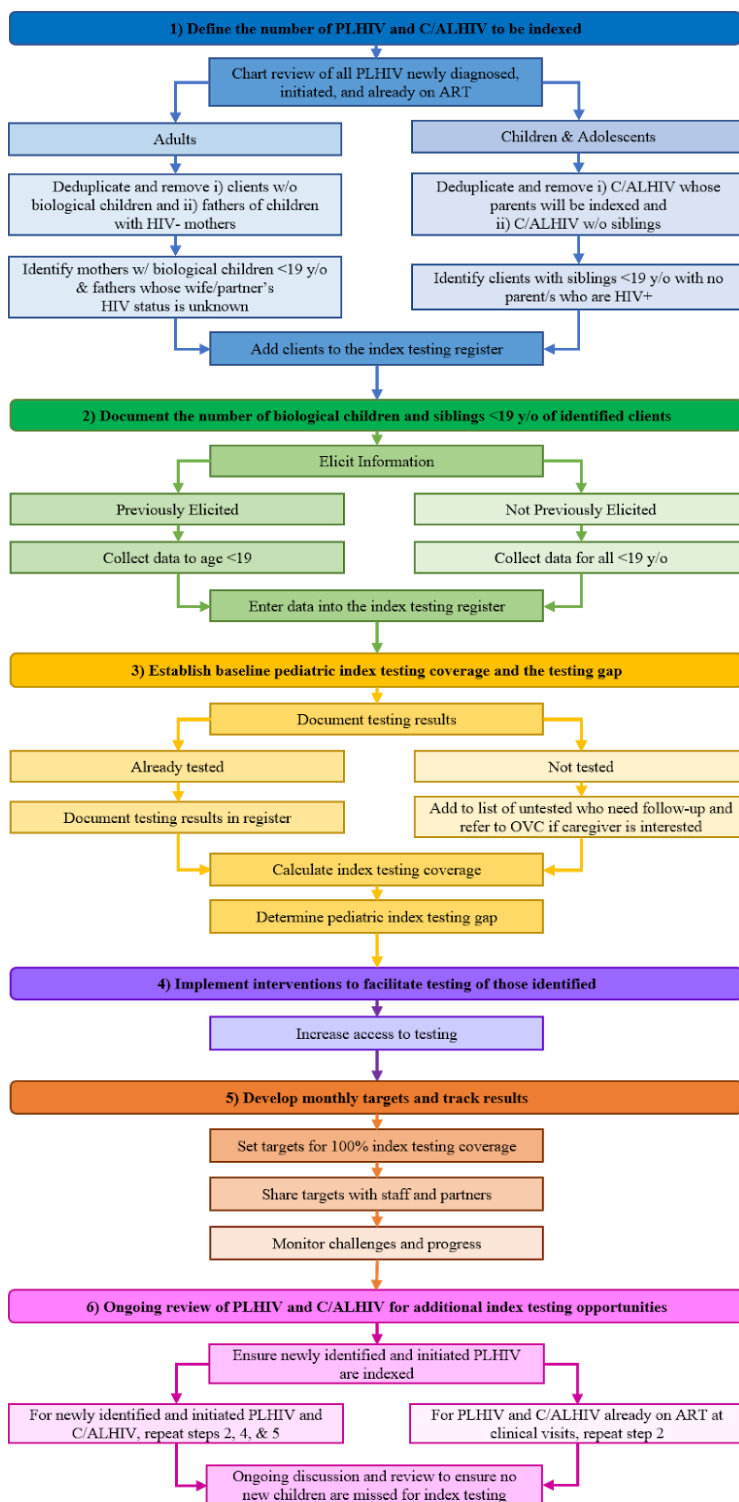 1) Define the number of PLHIV and C/ALHIV to be indexed
Chart review of all PLHIV newly diagnosed,
initiated, and already on ART
Adults
Children & Adolescents
Deduplicate and remove i) clients w/o
biological children and ii) fathers of children
with HIV- mothers
Deduplicate and remove i) C/ALHIV whose
parents will be indexed and
ii) C/ALHIV w/o siblings
Identify mothers w/ biological children <19 y/o
& fathers whose wife/partner’s
HIV status is unknown
Identify clients with siblings <19 y/o with no
parent/s who are HIV+
Add clients to the index testing register
2) Document the number of biological children and siblings <19 y/o of identified clients
Elicit Information
Previously Elicited
Not Previously Elicited
Collect data to age <19
Collect data for all <19 y/o
Enter data into the index testing register
3) Establish baseline pediatric index testing coverage and the testing gap
Document testing results
Already tested
Not tested
Document testing results in register
Add to list of untested who need follow-up and
refer to OVC if caregiver is interested
Calculate index testing coverage
Determine pediatric index testing gap
4) Implement interventions to facilitate testing of those identified
Increase access to testing
5) Develop monthly targets and track results
Set targets for 100% index testing coverage
Share targets with staff and partners
Monitor challenges and progress
6) Ongoing review of PLHIV and C/ALHIV for additional index testing opportunities
Ensure newly identified and initiated PLHIV
are indexed
For newly identified and initiated PLHIV and
C/ALHIV, repeat steps 2, 4, & 5
For PLHIV and C/ALHIV already on ART at
clinical visits, repeat step 2
Ongoing discussion and review to ensure no
new children are missed for index testing